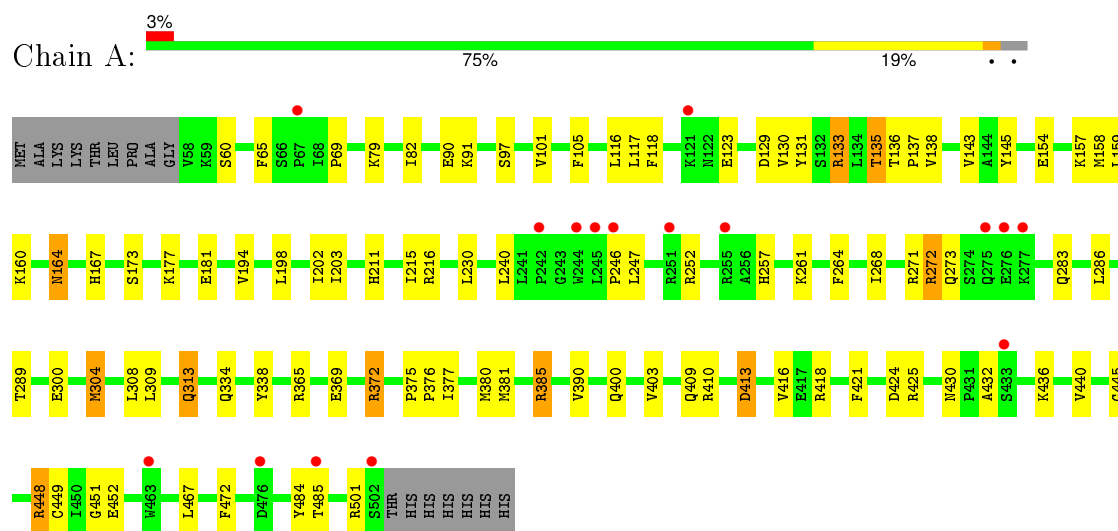 3%
Chain A:
75% 19% • •
MET ALA LYS LYS THR LEU PRO ALA GLY V58 K59 S60 F65 S66 P67 I68 P69 K79 I82 E90 K91 S97 V101 F105 L116 L117 F118 K121 N122 E123 D129 V130 Y131 S132 R133 L134 T135 T136 P137 V138 V143 A144 Y145 E154 K157 M158 L159
K160 N164 H167 S173 K177 E181 V194 L198 I202 I203 H211 I215 R216 L230 L240 L241 P242 G243 W244 L245 P246 L247 R251 R252 R255 A256 H257 K261 F264 I268 R271 R272 Q273 S274 Q275 E276 K277 Q283 L286
T289 E300 M304 L308 L309 Q313 Q334 Y338 R365 E369 R372 P375 P376 I377 M380 M381 R385 V390 Q400 V403 Q409 R410 D413 V416 E417 R418 F421 D424 R425 N430 P431 A432 S433 K436 V440 C445
R448 C449 I450 G451 E452 W463 L467 F472 D476 Y484 T485 R501 S502 THR HIS HIS HIS HIS HIS HIS